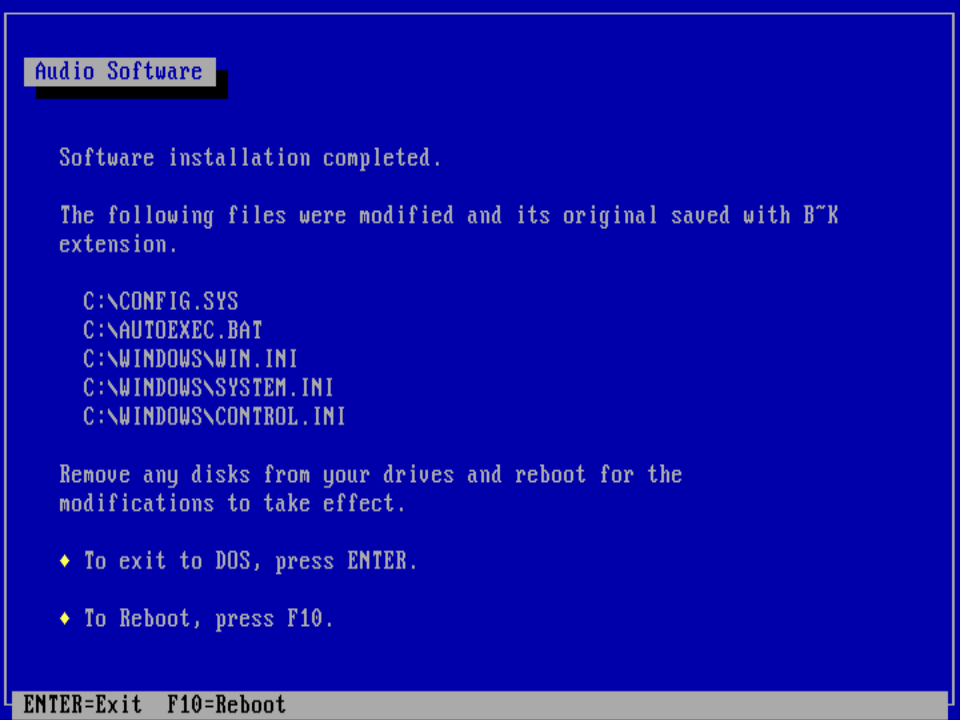 Audio Software
Software installation completed.
The following files were modified and its original saved with B~K
extension.
C:\CONFIG.SYS
C:\AUTOEXEC.BAT
C:\WINDOWS\WIN.INI
C:\WINDOWS\SYSTEM.INI
C:\WINDOWS\CONTROL.INI
Remove any disks from your drives and reboot for the
modifications to take effect.
♦ To exit to DOS, press ENTER.
♦ To Reboot, press F10.
ENTER=Exit  F10=Reboot